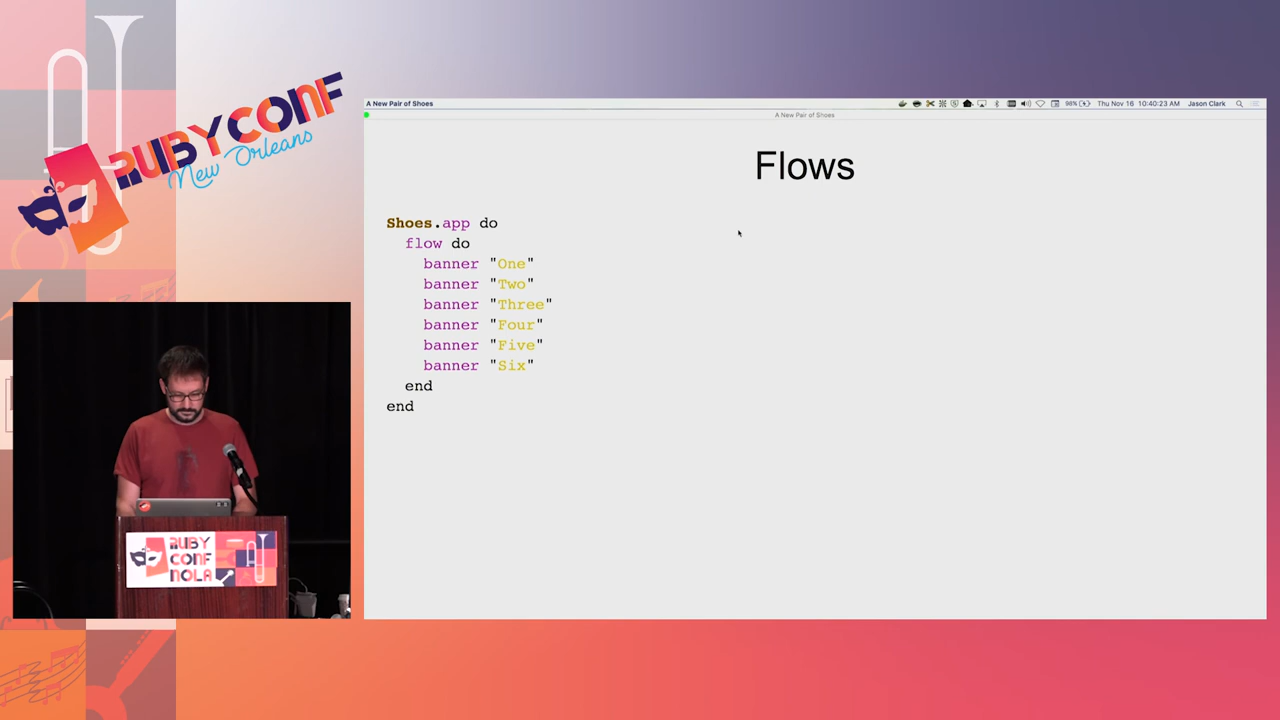 RUBYCONF
New Orleans
A New Pair of Shoes
98%
Thu Nov 16 10:40:23 AM
Jason Clark
A New Pair of Shoes
Flows
Shoes.app do
flow do
banner "One"
banner "Two"
banner "Three"
banner "Four"
banner "Five"
banner "Six"
end
end
RUBY
CONF
NOLA